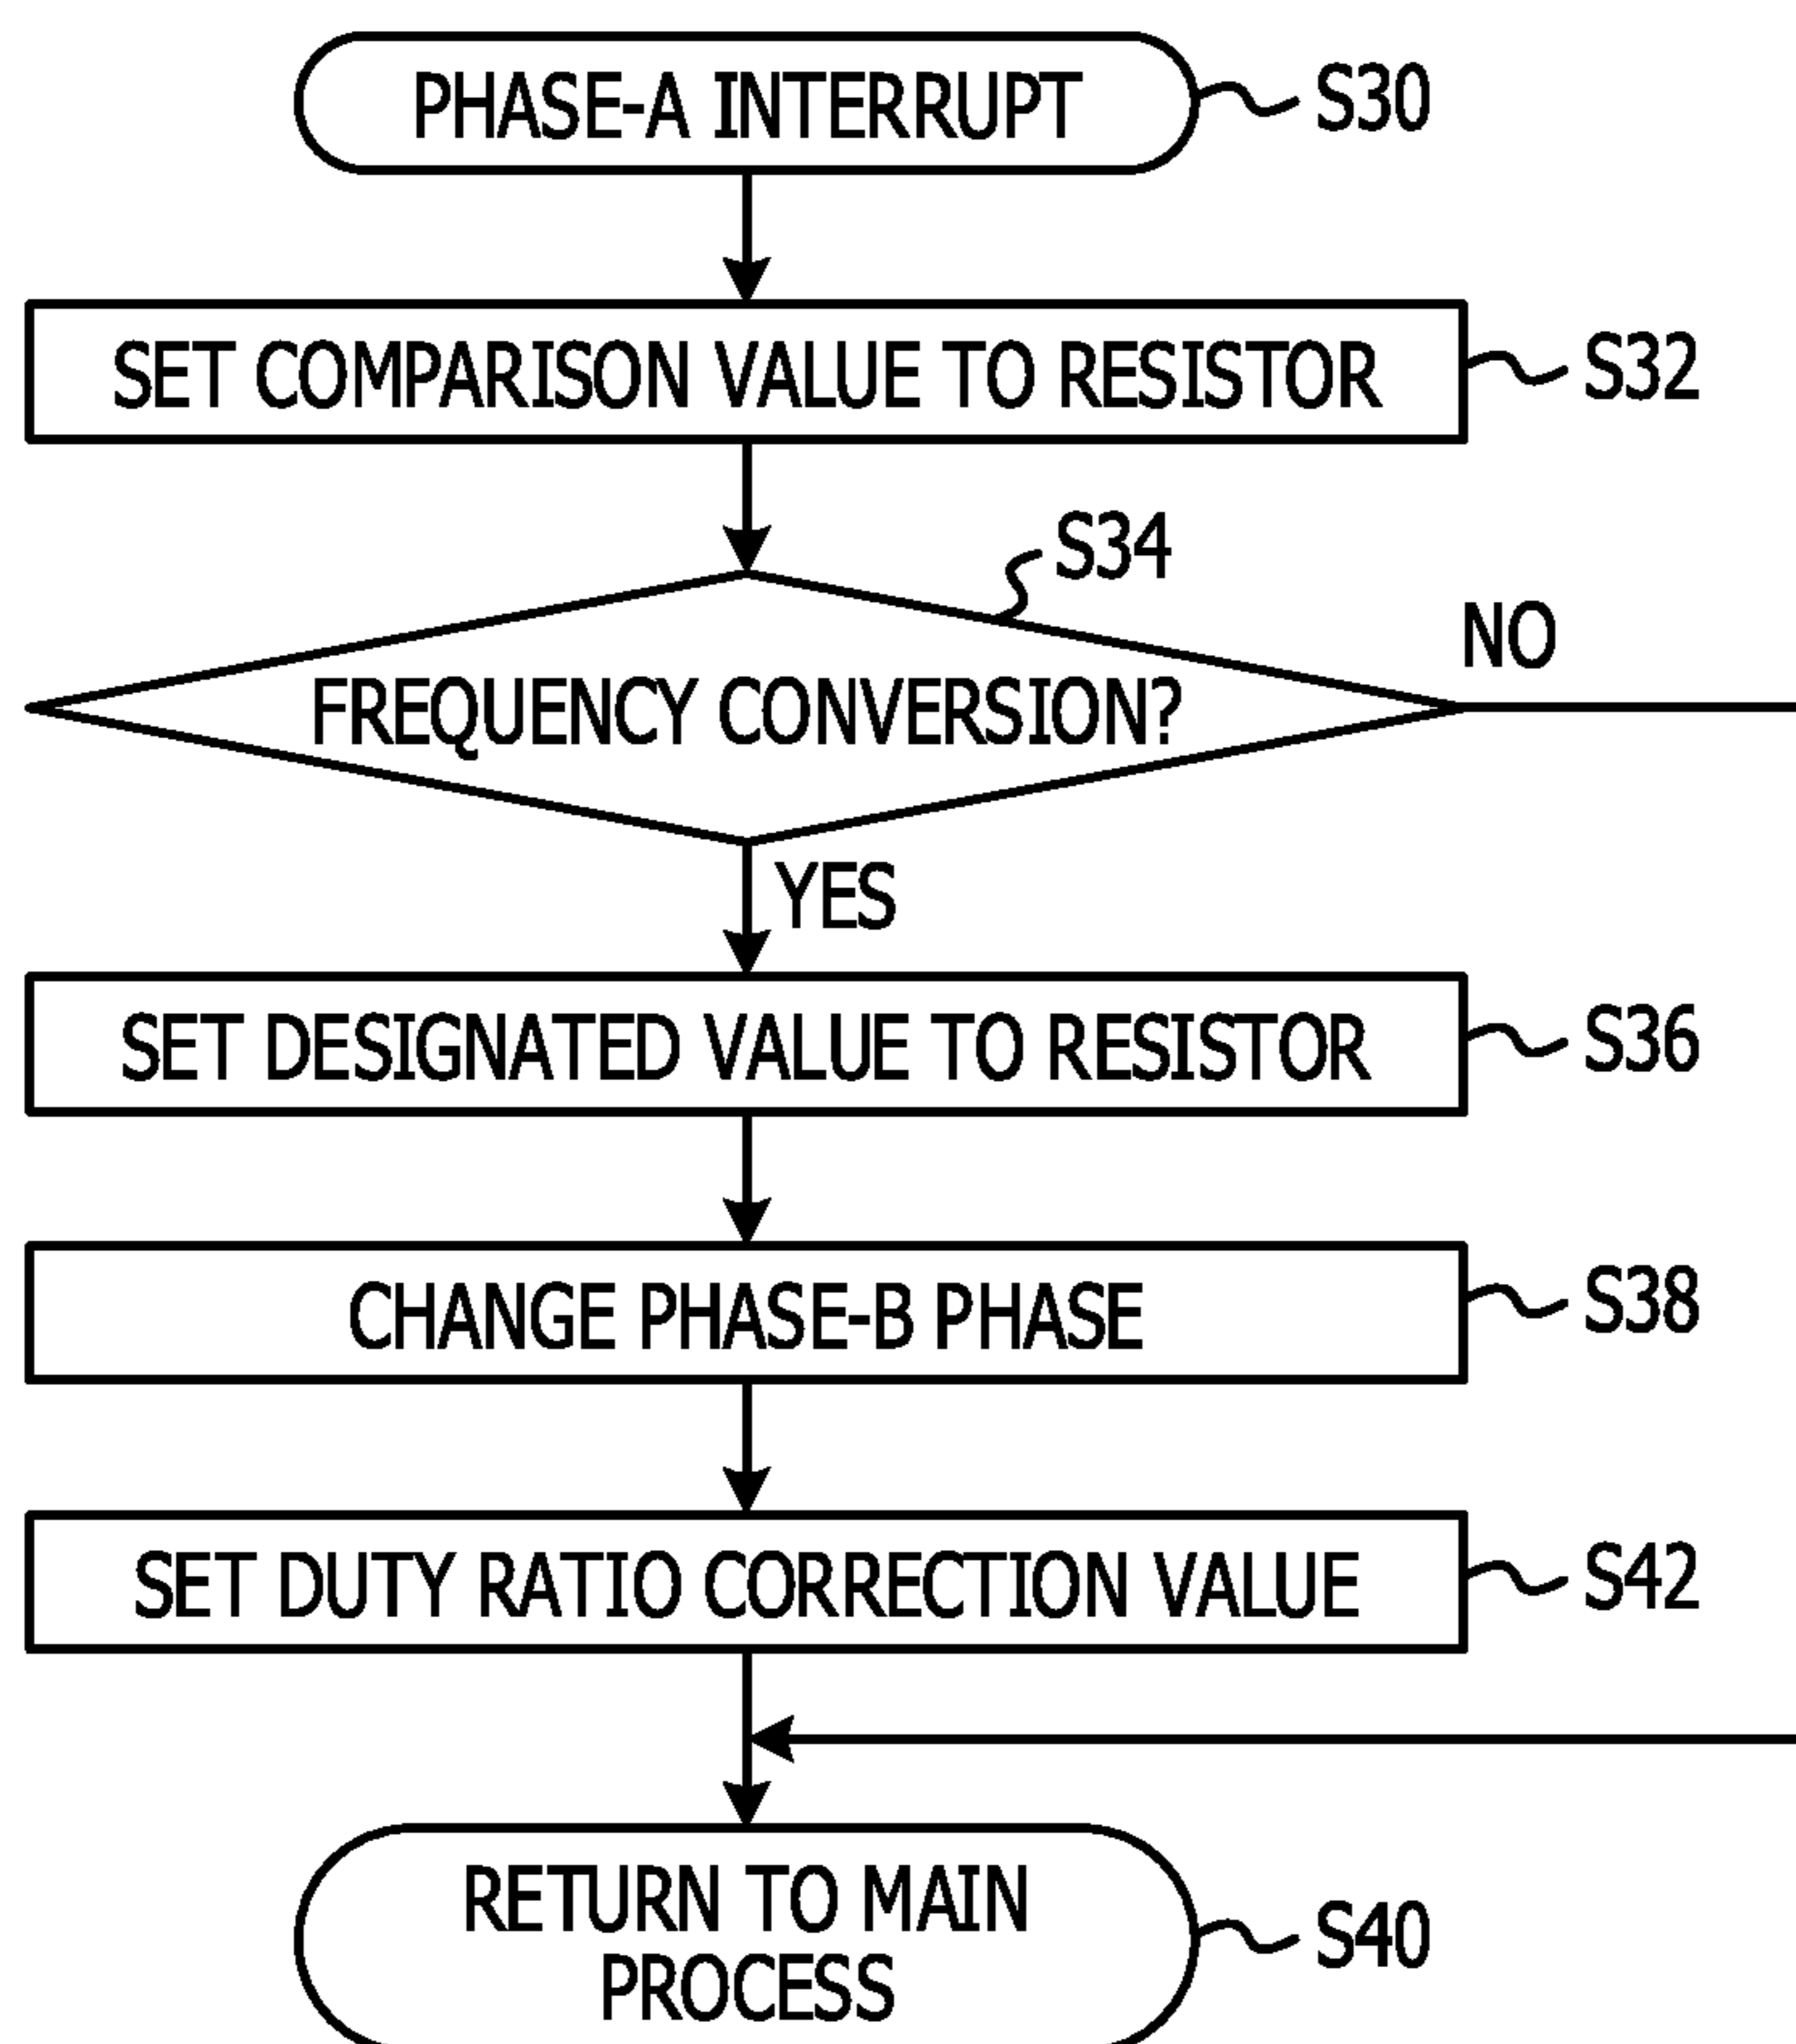 PHASE-A INTERRUPT
S30
SET COMPARISON VALUE TO RESISTOR
S32
S34
NO
FREQUENCY CONVERSION?
YES
SET DESIGNATED VALUE TO RESISTOR
S36
CHANGE PHASE-B PHASE
S38
SET DUTY RATIO CORRECTION VALUE
S42
RETURN TO MAIN
PROCESS
S40